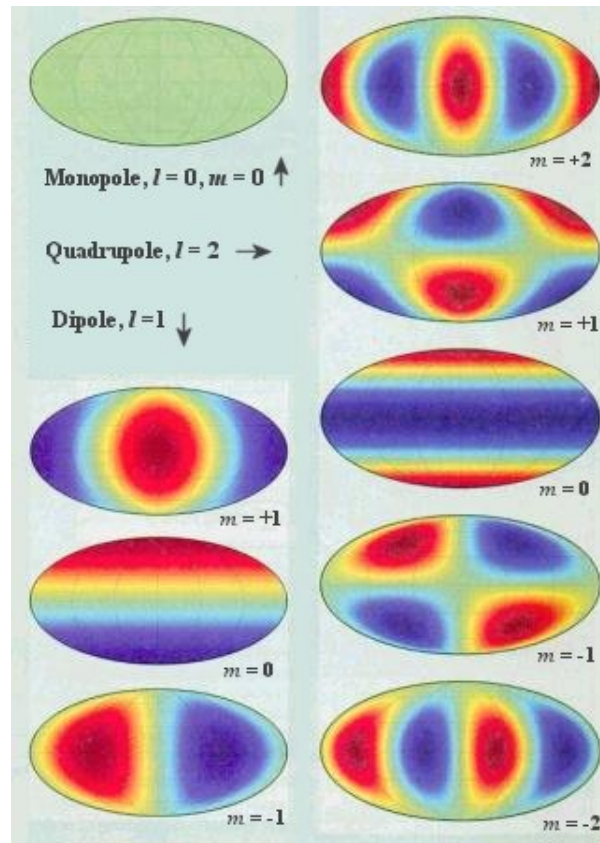 Monopole, l = 0, m = 0 ↑
Quadrupole, l = 2 →
Dipole, l =1 ↓
m = +1
m = 0
m = -1
m = +2
m = +1
m = 0
m = -1
m = -2